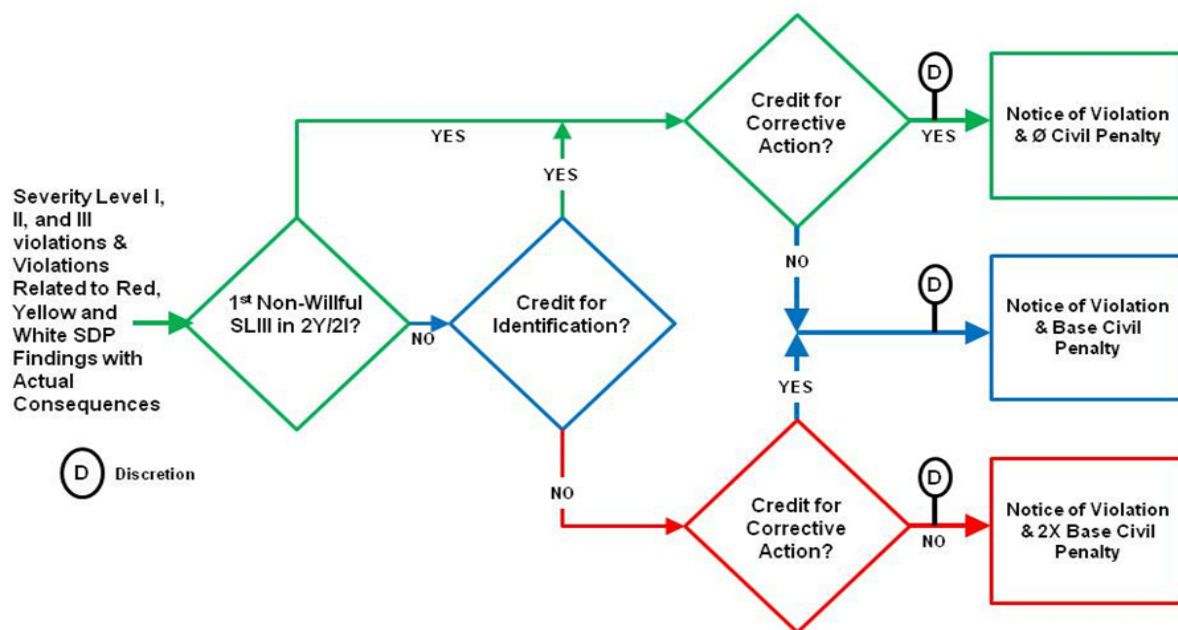 Severity Level I,
II, and III
violations &
Violations
Related to Red,
Yellow and
White SDP
Findings with
Actual
Consequences
1st Non-Willful
SLIII in 2Y/2I?
YES
NO
Credit for
Identification?
YES
NO
Credit for
Corrective
Action?
D
YES
NO
Notice of Violation
& Ø Civil Penalty
D
Notice of Violation
& Base Civil
Penalty
YES
Credit for
Corrective
Action?
D
NO
Notice of Violation
& 2X Base Civil
Penalty
D Discretion